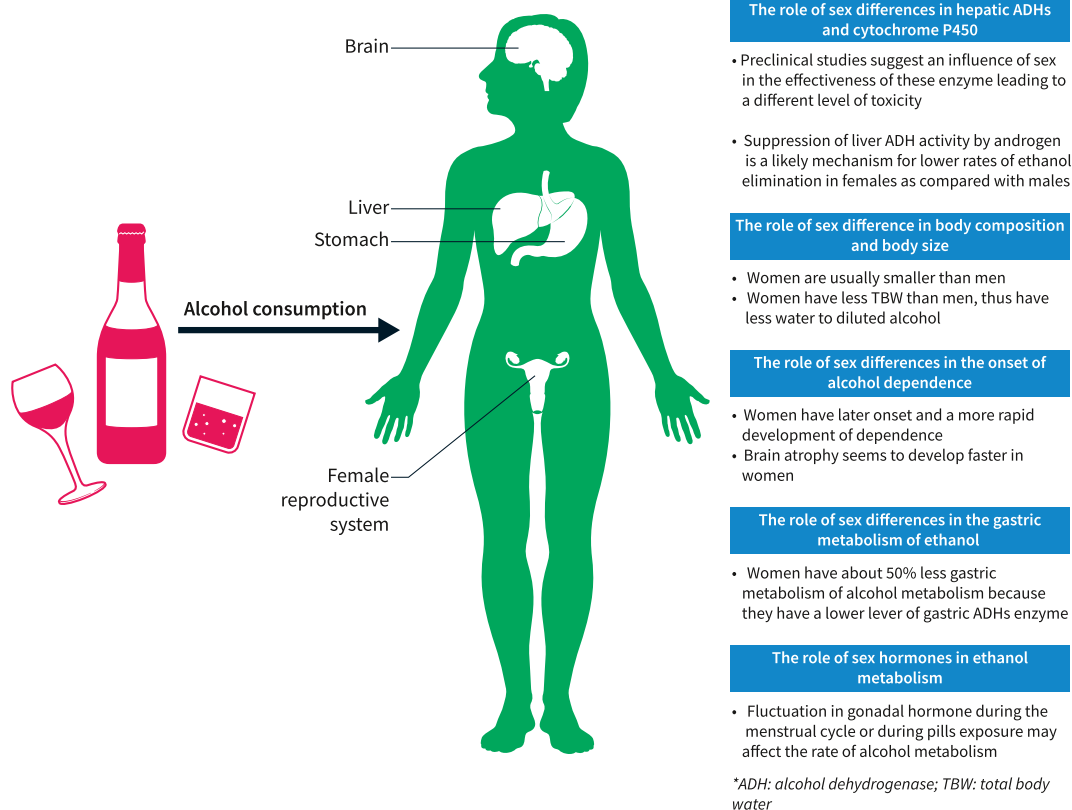 Brain
Liver
Stomach
Alcohol consumption
Female
reproductive
system
The role of sex differences in hepatic ADHs
and cytochrome P450
• Preclinical studies suggest an influence of sex
in the effectiveness of these enzyme leading to
a different level of toxicity
• Suppression of liver ADH activity by androgen
is a likely mechanism for lower rates of ethanol
elimination in females as compared with males
The role of sex difference in body composition
and body size
• Women are usually smaller than men
• Women have less TBW than men, thus have
less water to diluted alcohol
The role of sex differences in the onset of
alcohol dependence
• Women have later onset and a more rapid
development of dependence
• Brain atrophy seems to develop faster in
women
The role of sex differences in the gastric
metabolism of ethanol
• Women have about 50% less gastric
metabolism of alcohol metabolism because
they have a lower lever of gastric ADHs enzyme
The role of sex hormones in ethanol
metabolism
• Fluctuation in gonadal hormone during the
menstrual cycle or during pills exposure may
affect the rate of alcohol metabolism
*ADH: alcohol dehydrogenase; TBW: total body
water